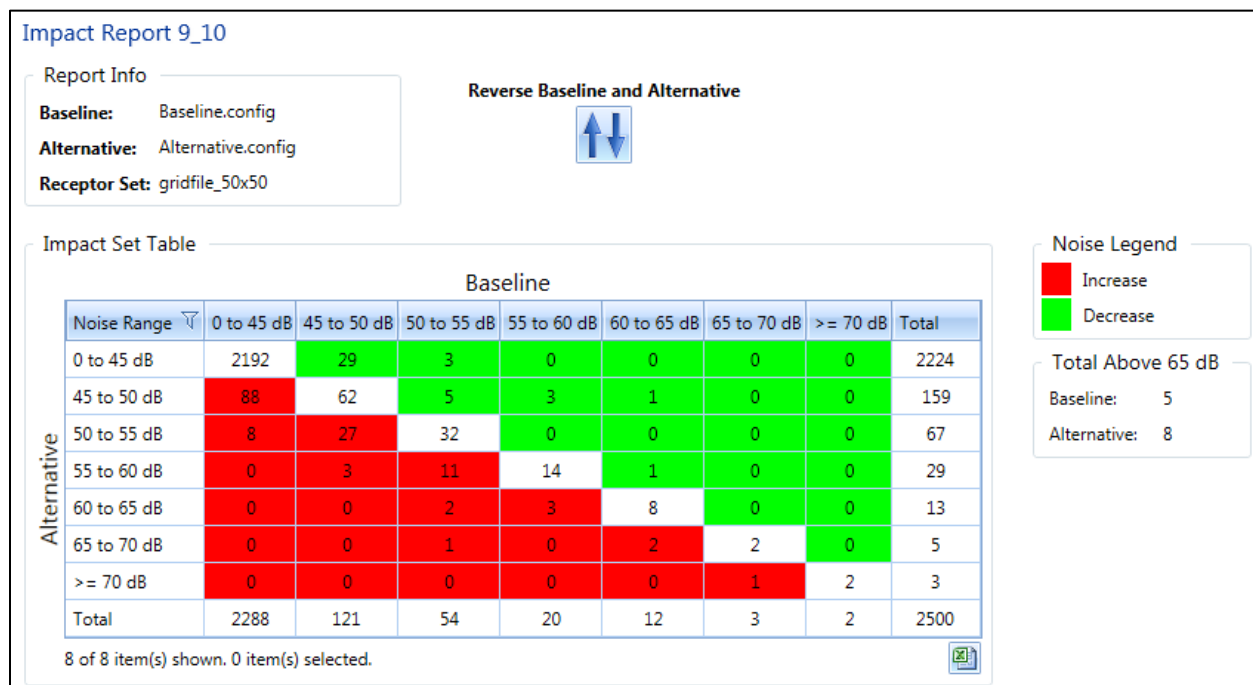 Impact Report 9_10
Report Info
Baseline: Baseline.config
Alternative: Alternative.config
Receptor Set: gridfile_50x50
Reverse Baseline and Alternative
Impact Set Table
Baseline
Alternative
Noise Range 0 to 45 dB 45 to 50 dB 50 to 55 dB 55 to 60 dB 60 to 65 dB 65 to 70 dB >= 70 dB Total
0 to 45 dB 2192 29 3 0 0 0 0 2224
45 to 50 dB 88 62 5 3 1 0 0 159
50 to 55 dB 8 27 32 0 0 0 0 67
55 to 60 dB 0 3 11 14 1 0 0 29
60 to 65 dB 0 0 2 3 8 0 0 13
65 to 70 dB 0 0 1 0 2 2 0 5
>= 70 dB 0 0 0 0 0 1 2 3
Total 2288 121 54 20 12 3 2 2500
8 of 8 item(s) shown. 0 item(s) selected.
Noise Legend
Increase
Decrease
Total Above 65 dB
Baseline: 5
Alternative: 8